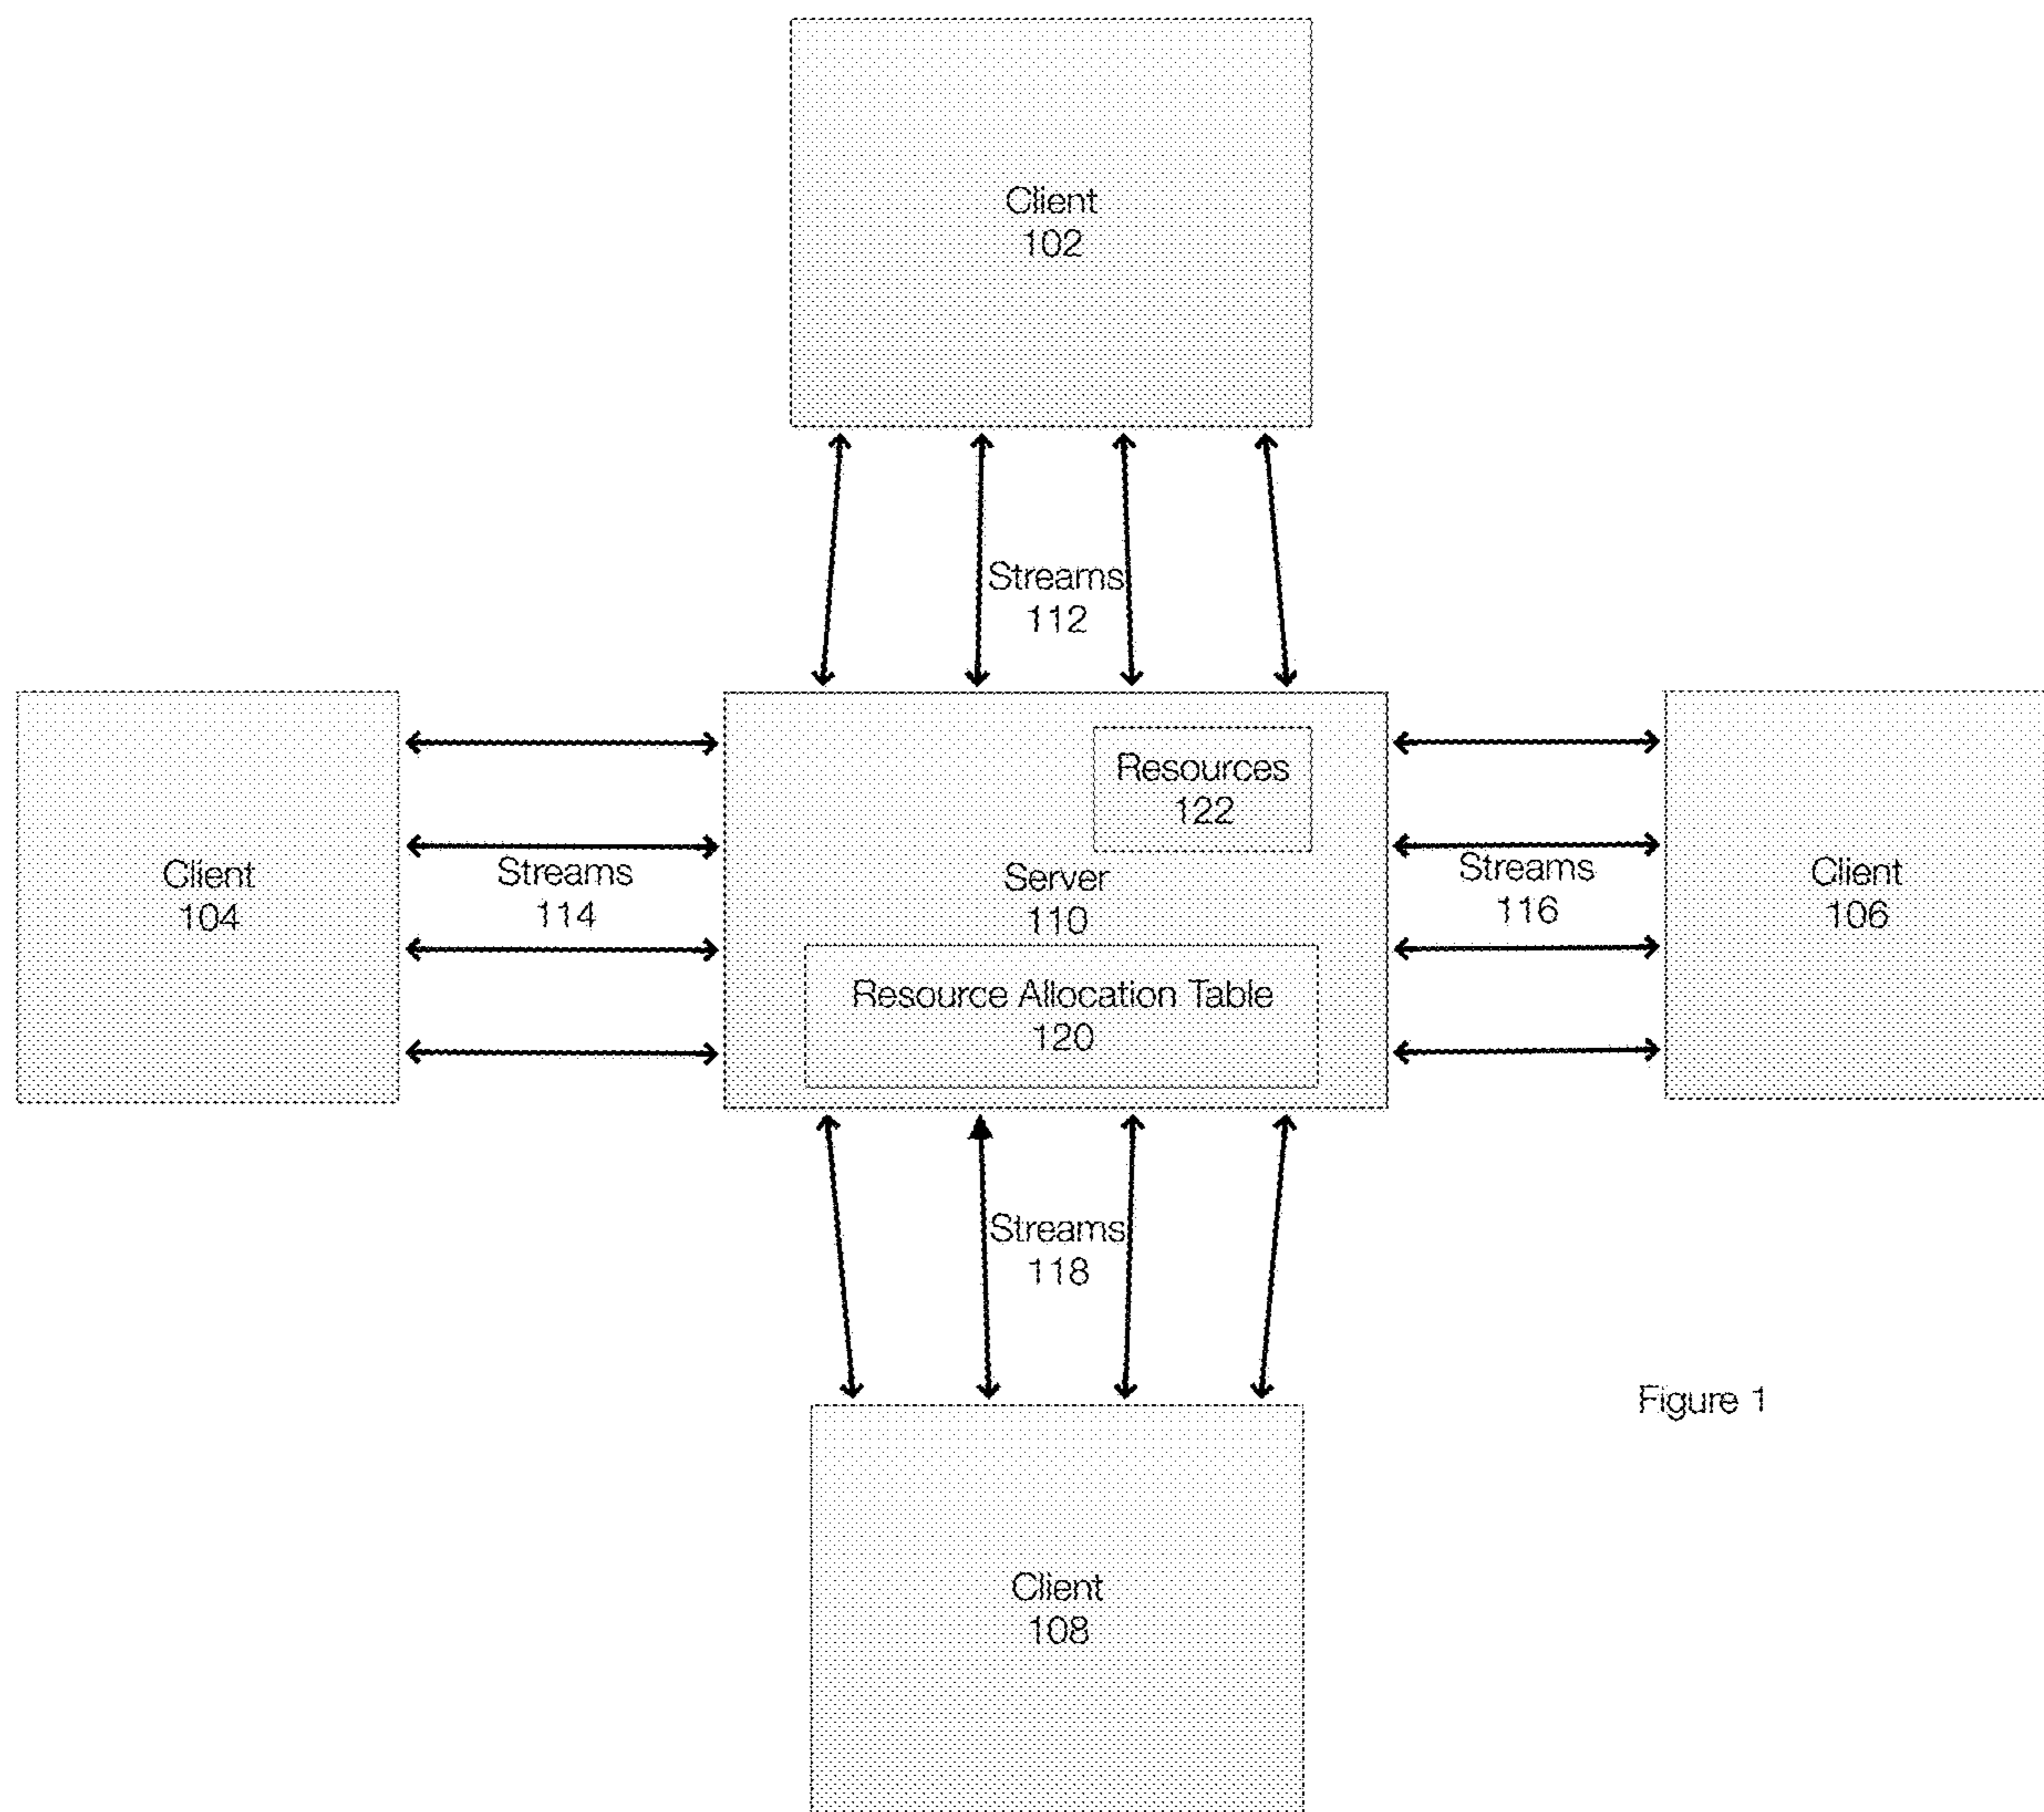 Client
102
Streams
112
Resources
122
Client
104
Streams
114
Server
110
Streams
116
Client
106
Resource Allocation Table
120
Streams
118
Figure 1
Client
108